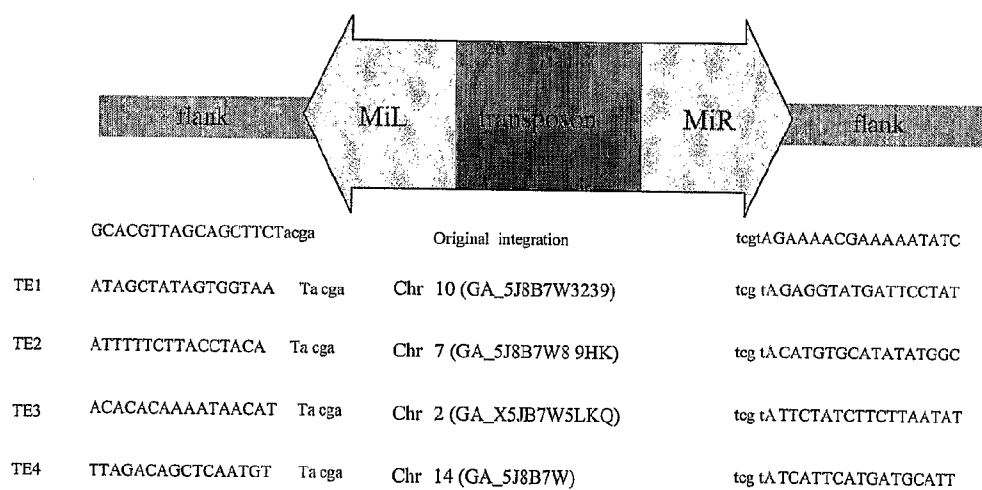 flank MiL transposon MiR flank
GCACGTTAGCAGCTTCTacga Original integration tcgtAGAAAACGAAAAATATC
TE1 ATAGCTATAGTGGTAA Ta cga Chr 10 (GA_5J8B7W3239) tcg tAGAGGTATGATTCCTAT
TE2 ATTTTTCTTACCTACA Ta cga Chr 7 (GA_5J8B7W8 9HK) tcg tACATGTGCATATATGGC
TE3 ACACACAAAATAACAT Ta cga Chr 2 (GA_X5JB7W5LKQ) tcg tATTCTATCTTCTTAATAT
TE4 TTAGACAGCTCAATGT Ta cga Chr 14 (GA_5J8B7W) tcg tATCATTCATGATGCATT